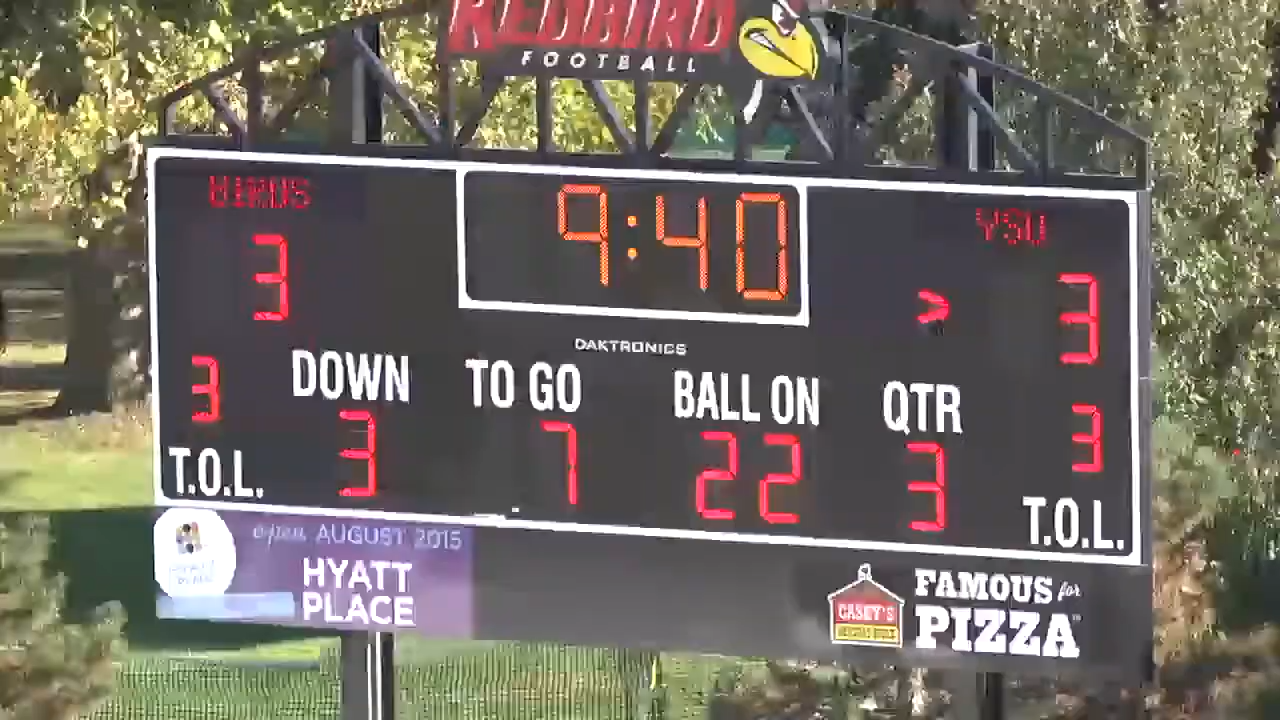 REDBIRD
FOOTBALL
BIRDS
9:40
YSU
3
3
DAKTRONICS
DOWN
TO GO
BALL ON
QTR
3
3
7
22
3
3
T.O.L.
T.O.L.
open AUGUST 2015
HYATT
PLACE
CASEY'S
FAMOUS for
PIZZA